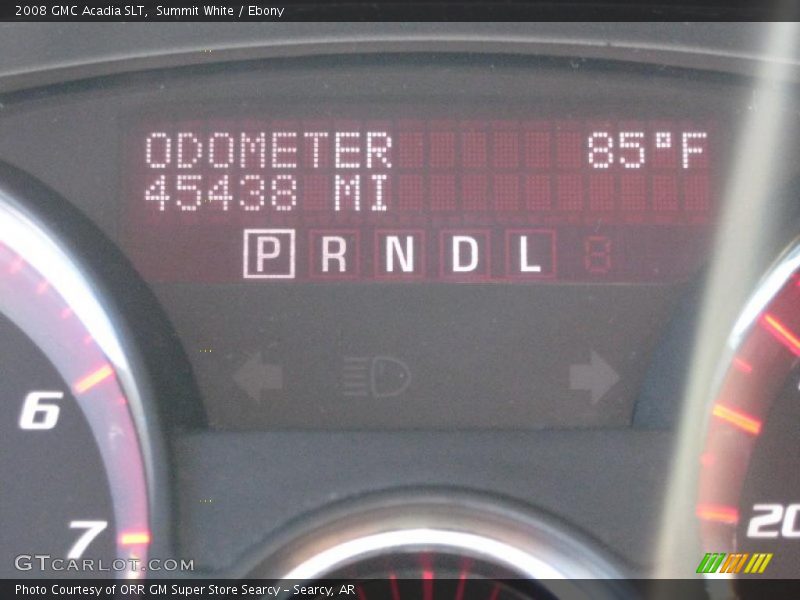 2008 GMC Acadia SLT, Summit White / Ebony
ODOMETER 85°F
45438 MI
P R N D L
6
7
20
GTCARLOT.COM
Photo Courtesy of ORR GM Super Store Searcy - Searcy, AR